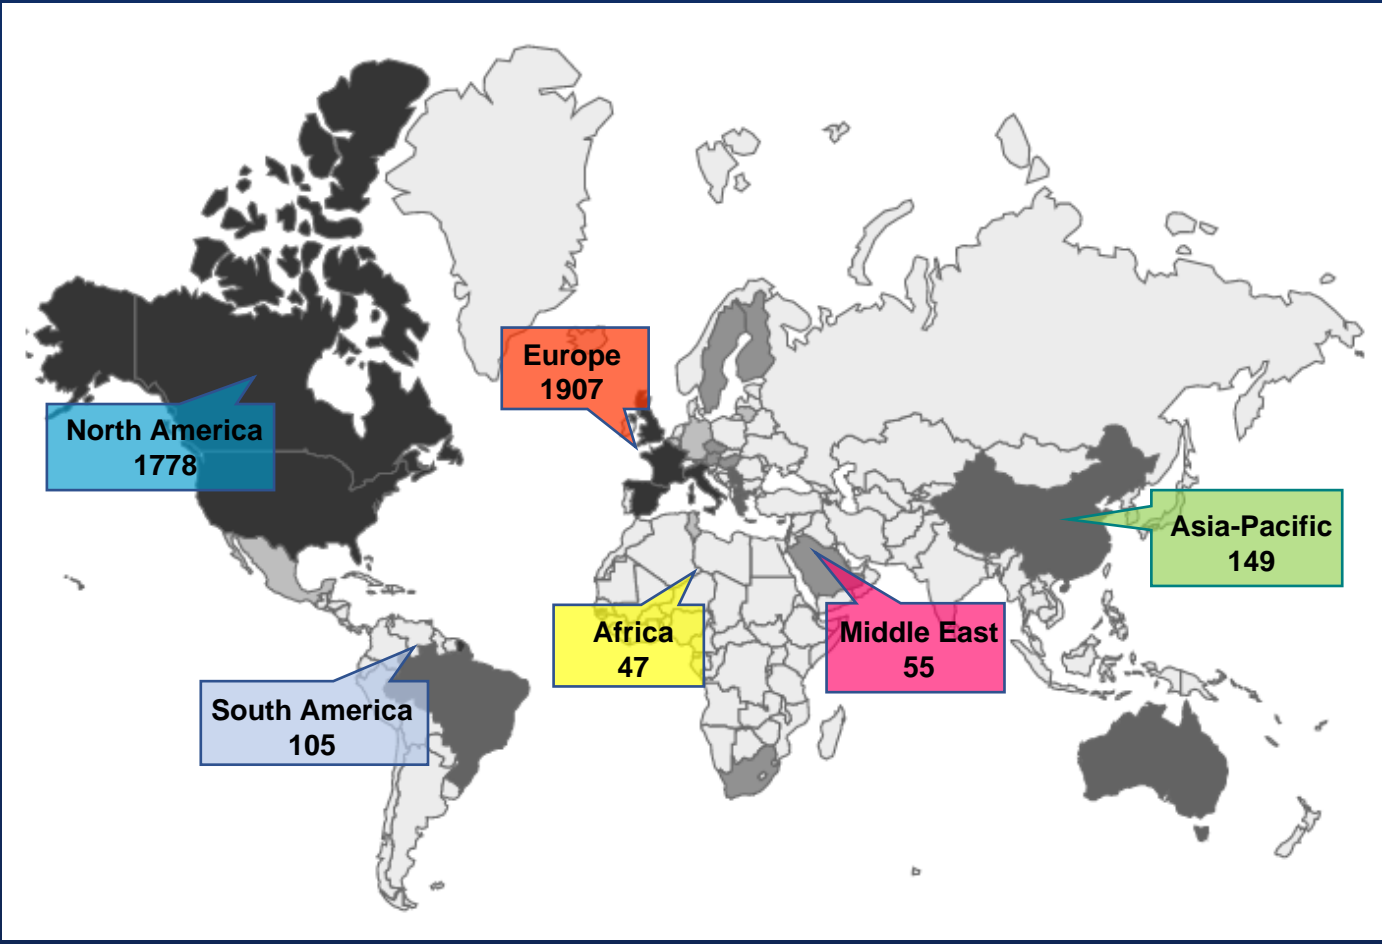 Europe
1907
North America
1778
Asia-Pacific
149
Africa
47
Middle East
55
South America
105